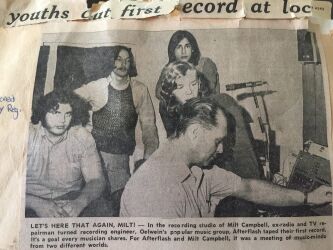 youths cut first record at loc
LET'S HERE THAT AGAIN, MILT! — In the recording studio of Milt Campbell, ex-radio and TV re-
pairman turned recording engineer, Oelwein's popular music group, Afterflash taped their first record.
It's a goal every musician shares. For Afterflash and Milt Campbell, it was a meeting of music-minds
from two different worlds.